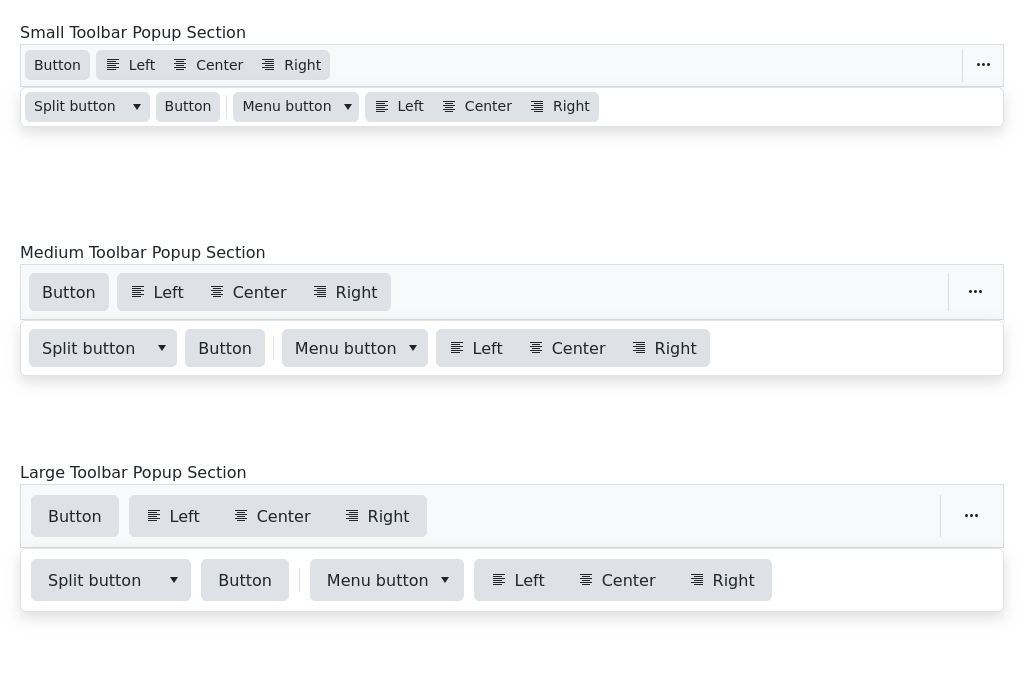 Small Toolbar Popup Section
Button Left Center Right
Split button Button Menu button Left Center Right
Medium Toolbar Popup Section
Button Left Center Right
Split button Button Menu button Left Center Right
Large Toolbar Popup Section
Button Left Center Right
Split button Button Menu button Left Center Right